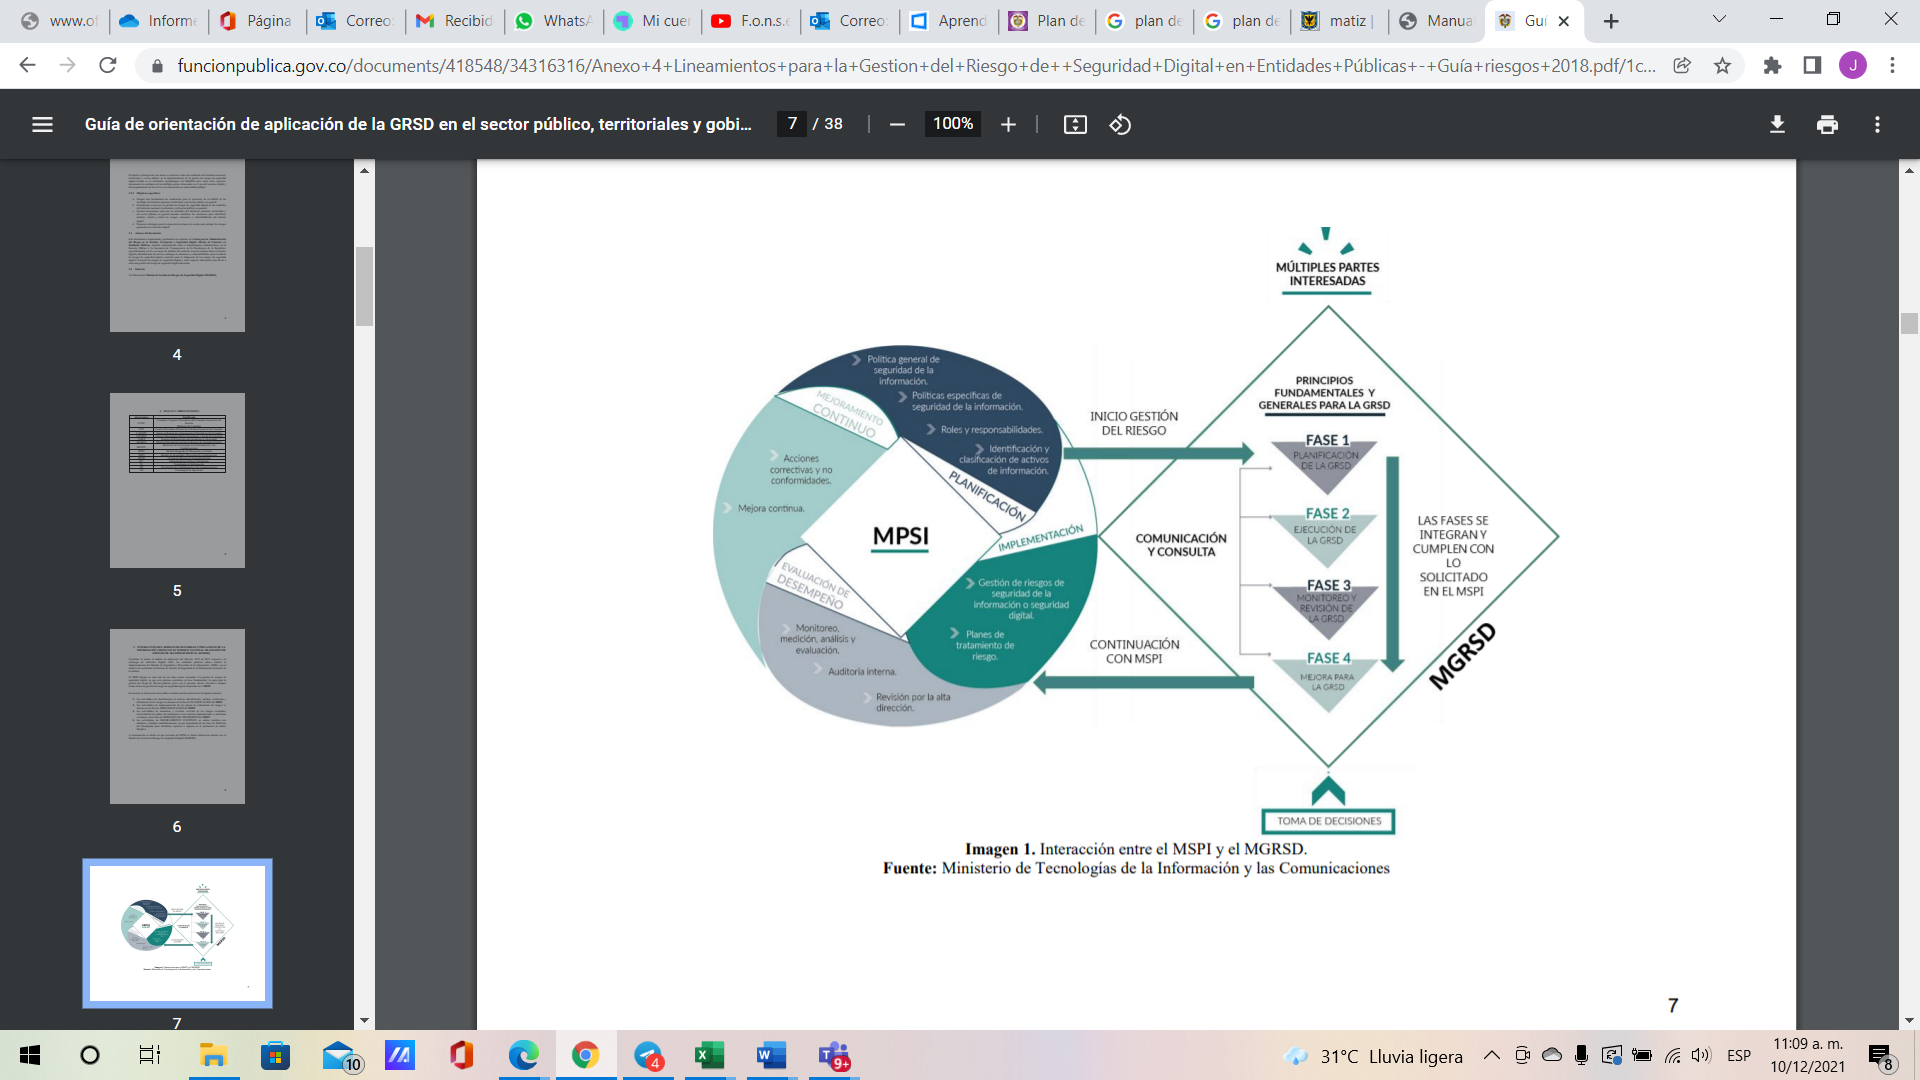 www.of
Informe
Página
Correo:
Recibid
WhatsA
Mi cuer
F.o.n.s.e
Correo:
Aprend
Plan de
plan de
plan de
matiz |
Manua
Guí
funcionpublica.gov.co/documents/418548/34316316/Anexo+4+Lineamientos+para+la+Gestion+del+Riesgo+de++Seguridad+Digital+en+Entidades+Públicas+-+Guía+riesgos+2018.pdf/1c...
J
Guía de orientación de aplicación de la GRSD en el sector público, territoriales y gobi...
7 / 38
100%
4
5
6
7
MÚLTIPLES PARTES
INTERESADAS
PRINCIPIOS
FUNDAMENTALES Y
GENERALES PARA LA GRSD
Política general de
seguridad de la
información.
Políticas específicas de
seguridad de la información.
Roles y responsabilidades.
Identificación y
clasificación de activos
de información.
PLANIFICACIÓN
MEJORAMIENTO
CONTINUO
Acciones
correctivas y no
conformidades.
Mejora continua.
MPSI
IMPLEMENTACIÓN
Gestión de riesgos de
seguridad de la
información o seguridad
digital.
Planes de
tratamiento de
riesgo.
EVALUACIÓN DE
DESEMPEÑO
Monitoreo,
medición, análisis y
evaluación.
Auditoria interna.
Revisión por la alta
dirección.
INICIO GESTIÓN
DEL RIESGO
COMUNICACIÓN
Y CONSULTA
CONTINUACIÓN
CON MSPI
FASE 1
PLANIFICACIÓN
DE LA GRSD
FASE 2
EJECUCIÓN DE
LA GRSD
FASE 3
MONITOREO Y
REVISIÓN DE
LA GRSD
FASE 4
MEJORA PARA
LA GRSD
LAS FASES SE
INTEGRAN Y
CUMPLEN CON
LO
SOLICITADO
EN EL MSPI
MGRSD
TOMA DE DECISIONES
Imagen 1. Interacción entre el MSPI y el MGRSD.
Fuente: Ministerio de Tecnologías de la Información y las Comunicaciones
7
10
4
9+
31°C Lluvia ligera
ESP
11:09 a. m.
10/12/2021
8